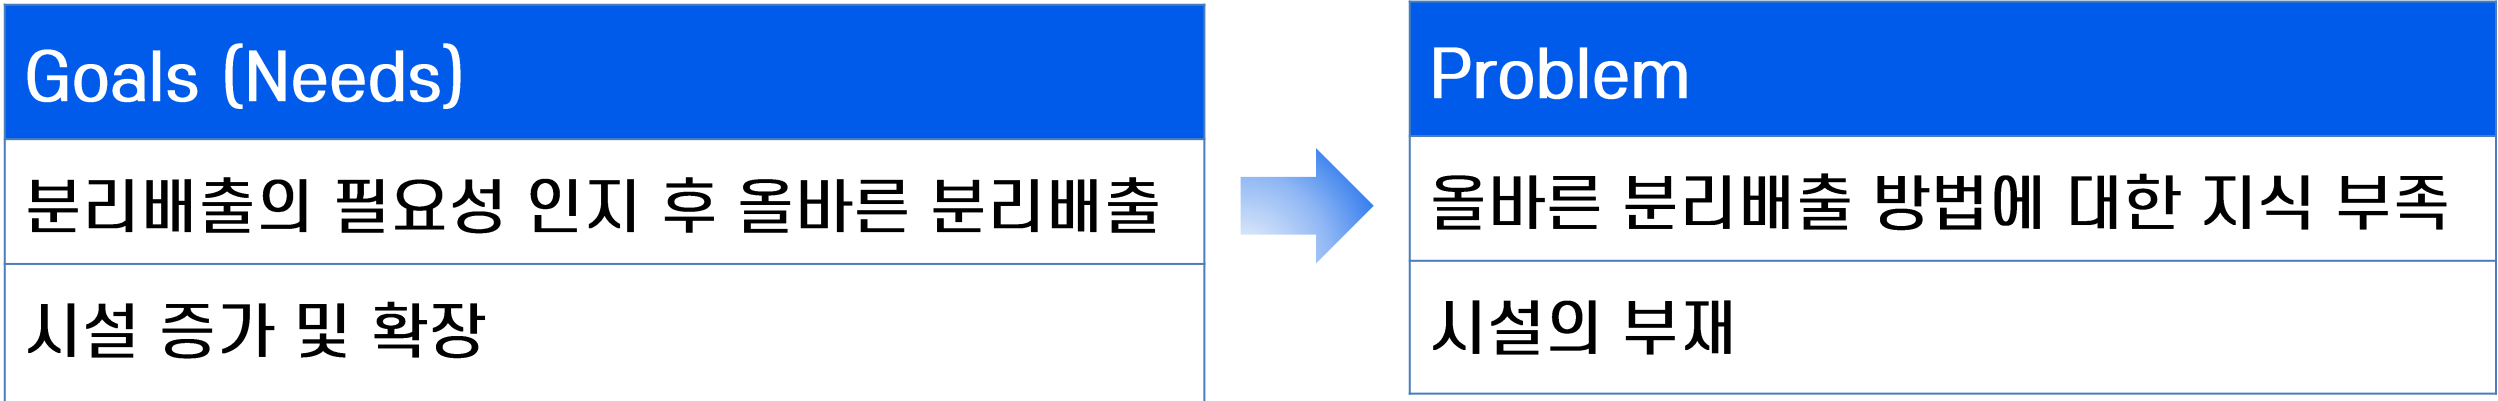 Goals (Needs)
분리배출의 필요성 인지 후 올바른 분리배출
시설 증가 및 확장
Problem
올바른 분리배출 방법에 대한 지식 부족
시설의 부재